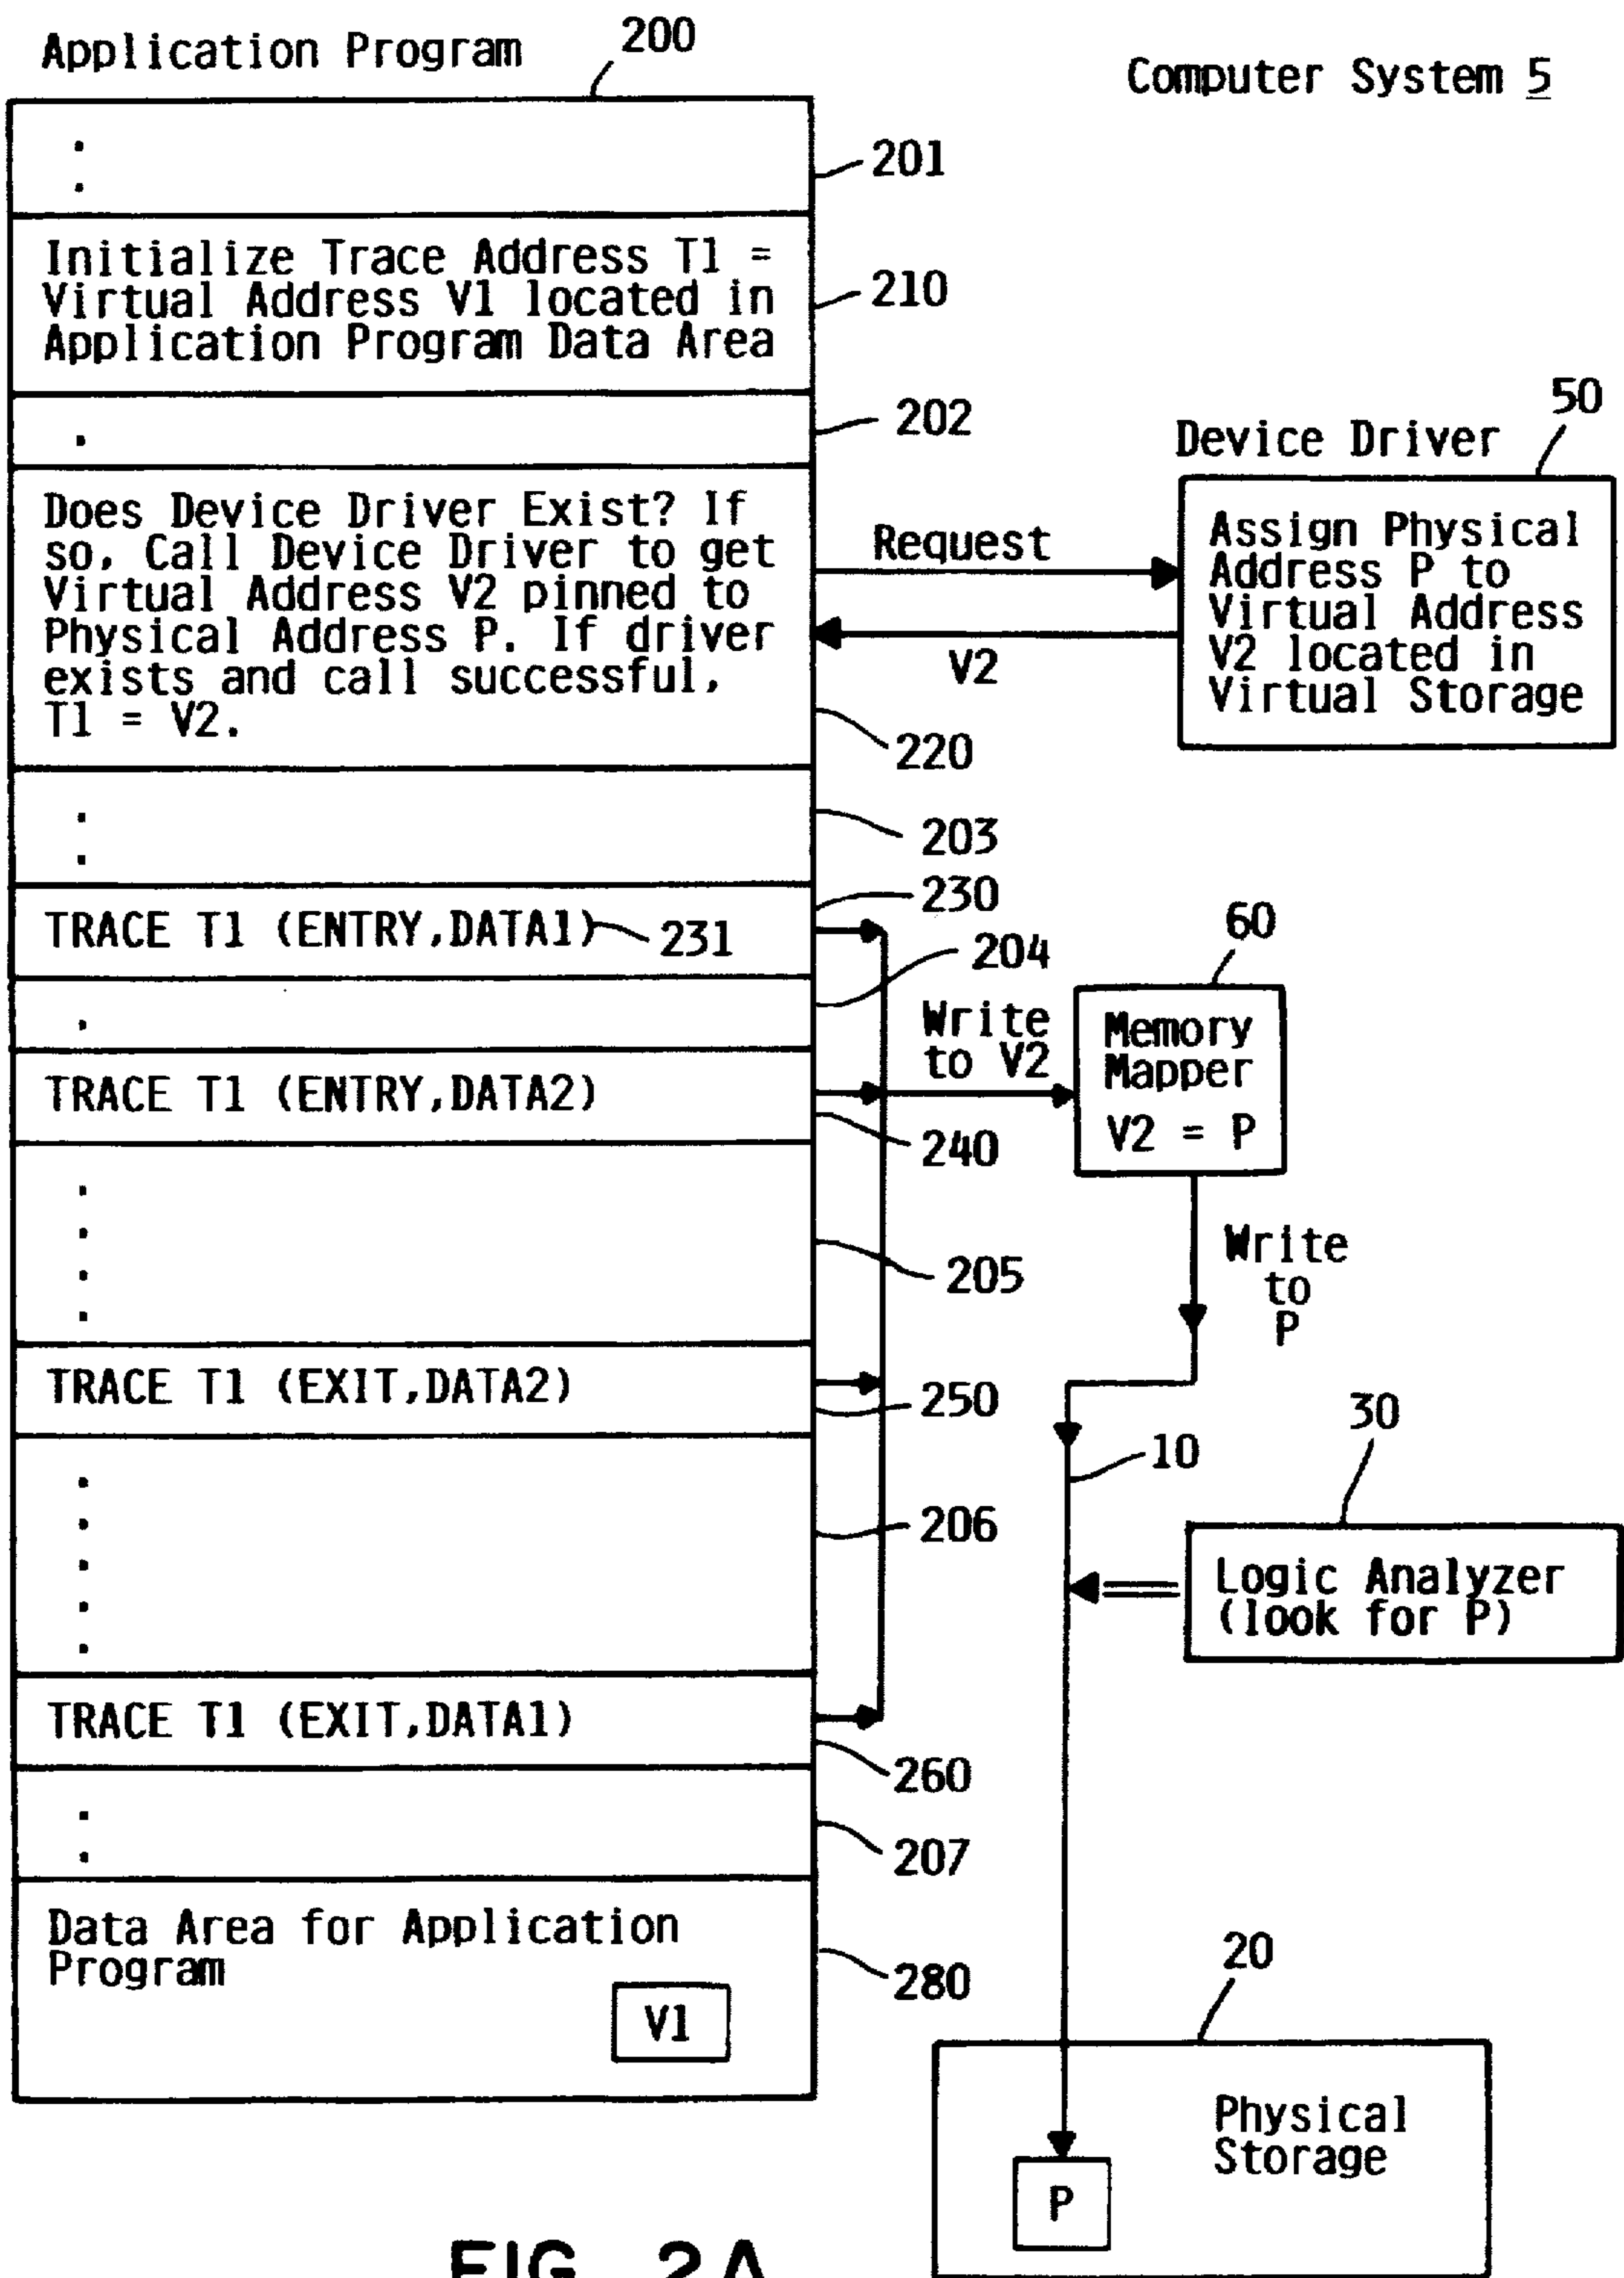 Application Program
200
Computer System 5
201
Initialize Trace Address T1 =
Virtual Address V1 located in
Application Program Data Area
210
202
50
Device Driver
Does Device Driver Exist? If
so, Call Device Driver to get
Virtual Address V2 pinned to
Physical Address P. If driver
exists and call successful,
T1 = V2.
Request
V2
Assign Physical
Address P to
Virtual Address
V2 located in
Virtual Storage
220
203
230
TRACE T1 (ENTRY,DATA1)
231
204
60
Write
to V2
Memory
Mapper
V2 = P
TRACE T1 (ENTRY,DATA2)
240
205
Write
to
P
TRACE T1 (EXIT,DATA2)
250
10
30
206
Logic Analyzer
(look for P)
TRACE T1 (EXIT,DATA1)
260
207
Data Area for Application
Program
V1
280
20
Physical
Storage
P
FIG. 2A